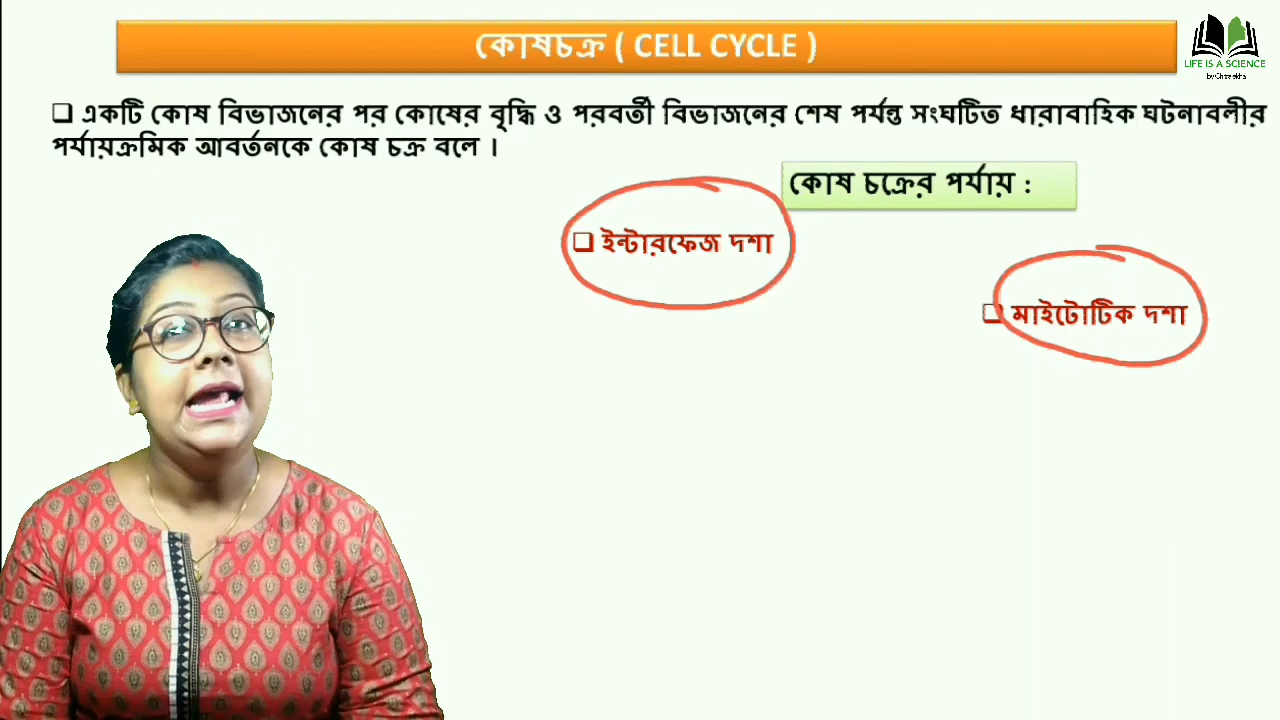 কোষচক্র ( CELL CYCLE )
LIFE IS A SCIENCE
❑ একটি কোষ বিভাজনের পর কোষের বৃদ্ধি ও পরবর্তী বিভাজনের শেষ পর্যন্ত সংঘটিত ধারাবাহিক ঘটনাবলীর
পর্যায়ক্রমিক আবর্তনকে কোষ চক্র বলে ।
কোষ চক্রের পর্যায় :
❑ ইন্টারফেজ দশা
❑ মাইটোটিক দশা